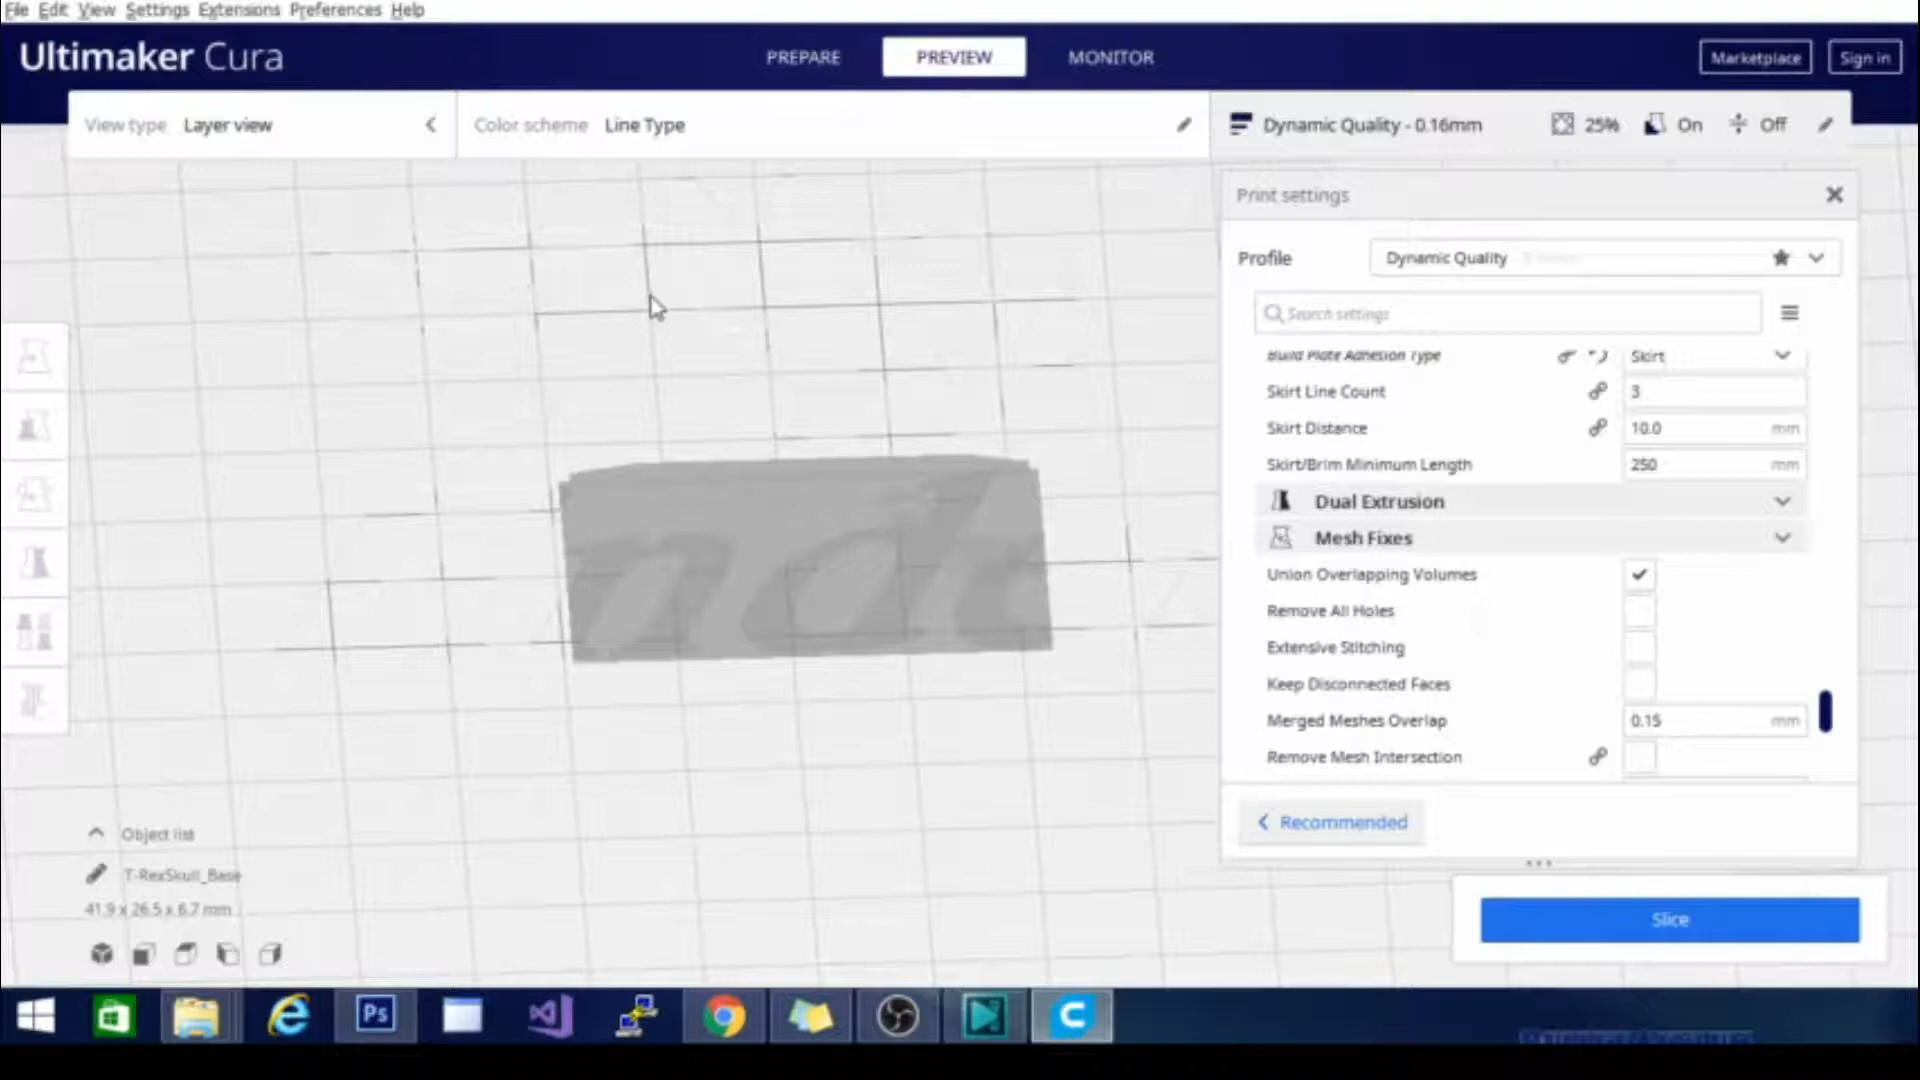 File Edit View Settings Extensions Preferences Help
Ultimaker Cura
PREPARE
PREVIEW
MONITOR
Marketplace
Sign in
View type Layer view
Color scheme Line Type
Dynamic Quality - 0.16mm
25%
On
Off
Print settings
Profile
Dynamic Quality
Search settings
Build Plate Adhesion Type
Skirt
Skirt Line Count
3
Skirt Distance
10.0 mm
Skirt/Brim Minimum Length
250 mm
Dual Extrusion
Mesh Fixes
Union Overlapping Volumes
Remove All Holes
Extensive Stitching
Keep Disconnected Faces
Merged Meshes Overlap
0.15 mm
Remove Mesh Intersection
Recommended
Object list
T-RexSkull_Base
41.9 x 26.5 x 6.7 mm
Slice
Ps